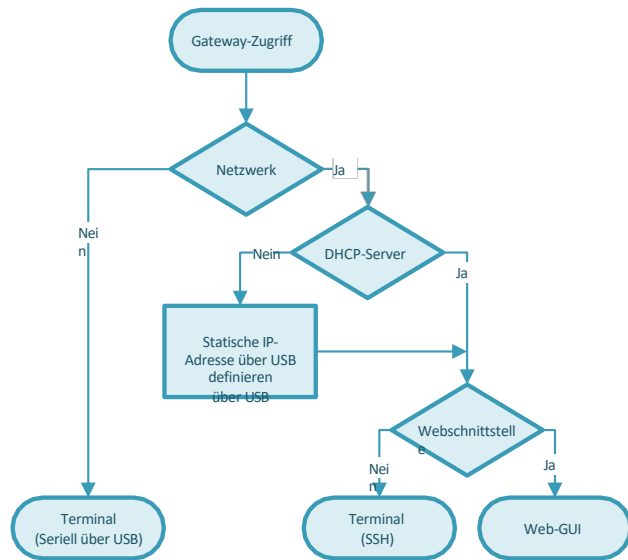 Gateway-Zugriff
Netzwerk
Ja
Nei
n
DHCP-Server
Nein
Ja
Statische IP-
Adresse über USB
definieren
über USB
Webschnittstell
e
Nei
n
Ja
Terminal
(Seriell über USB)
Terminal
(SSH)
Web-GUI